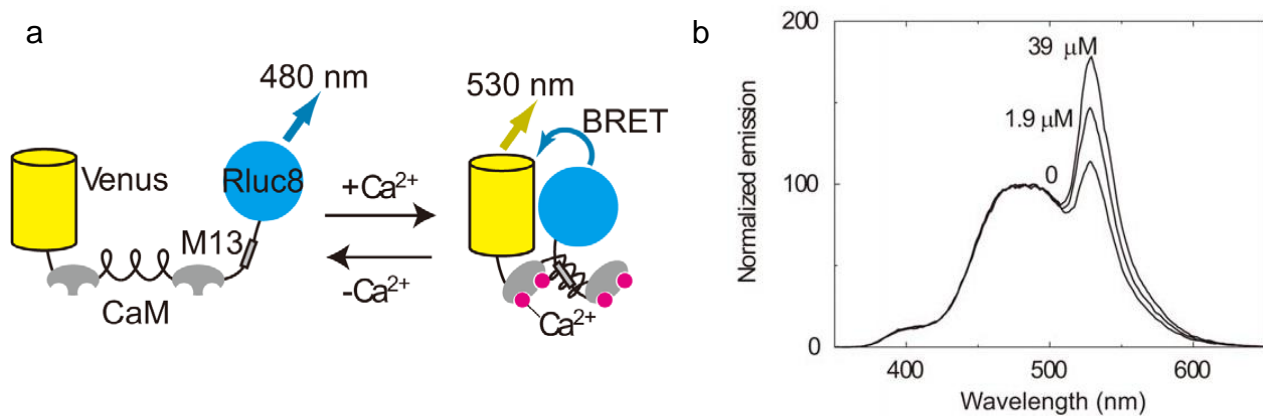 a
480 nm
Venus
Rluc8
M13
CaM
+Ca²⁺
-Ca²⁺
530 nm
BRET
Ca²⁺
b
200
100
0
Normalized emission
39 μM
1.9 μM
0
400
500
600
Wavelength (nm)